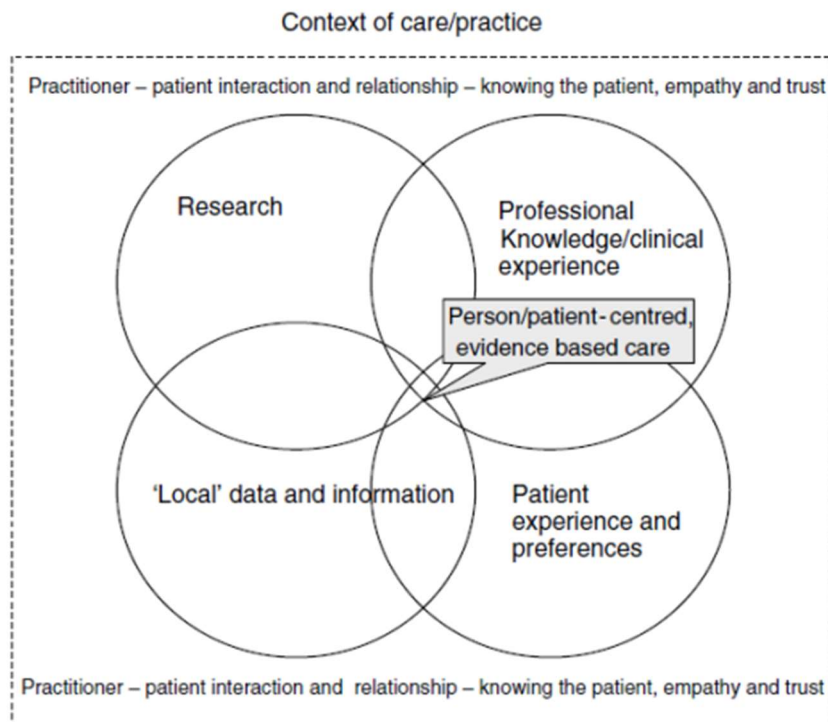 Context of care/practice
Practitioner – patient interaction and relationship – knowing the patient, empathy and trust
Research
Professional
Knowledge/clinical
experience
Person/patient-centred,
evidence based care
'Local' data and information
Patient
experience and
preferences
Practitioner – patient interaction and relationship – knowing the patient, empathy and trust